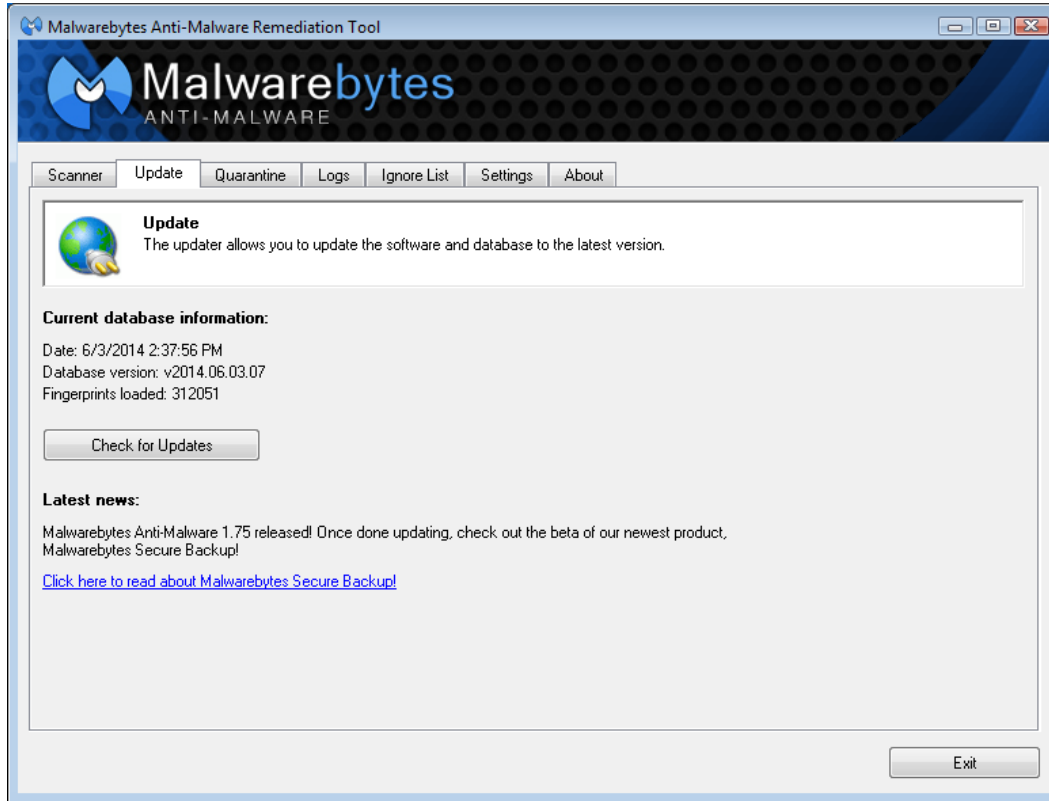 Malwarebytes Anti-Malware Remediation Tool
Malwarebytes
ANTI-MALWARE
Scanner Update Quarantine Logs Ignore List Settings About
Update
The updater allows you to update the software and database to the latest version.
Current database information:
Date: 6/3/2014 2:37:56 PM
Database version: v2014.06.03.07
Fingerprints loaded: 312051
Check for Updates
Latest news:
Malwarebytes Anti-Malware 1.75 released! Once done updating, check out the beta of our newest product,
Malwarebytes Secure Backup!
Click here to read about Malwarebytes Secure Backup!
Exit